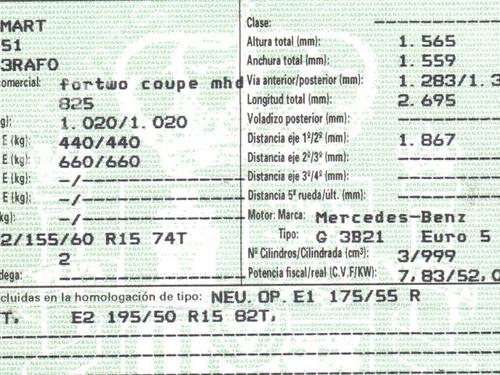 MART
51
3RAFO
omercial: fortwo coupe mhd
825
g): 1.020/1.020
E (kg): 440/440
E (kg): 660/660
E (kg): -/
E (kg): -/
kg): -/
2/155/60 R15 74T
2
dega:
Clase:
Altura total (mm): 1.565
Anchura total (mm): 1.559
Vía anterior/posterior (mm): 1.283/1.3
Longitud total (mm): 2.695
Voladizo posterior (mm):
Distancia eje 1º/2º (mm): 1.867
Distancia eje 2º/3º (mm):
Distancia eje 3º/4º (mm):
Distancia 5ª rueda/últ. (mm):
Motor: Marca: Mercedes-Benz
Tipo: G 3B21 Euro 5
Nº Cilindros/Cilindrada (cm³): 3/999
Potencia fiscal/real (C.V.F/KW): 7,83/52,0
cluidas en la homologación de tipo: NEU.OP.E1 175/55 R
T. E2 195/50 R15 82T.